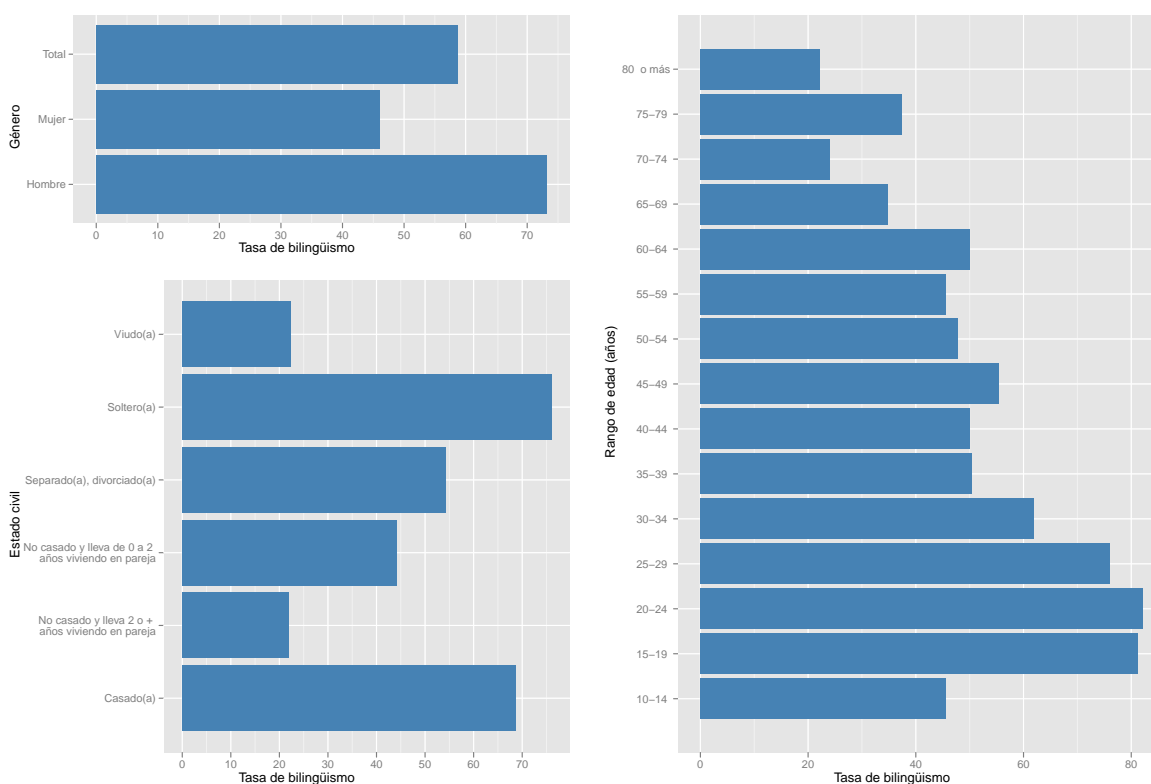 Género
Total
Mujer
Hombre
0 10 20 30 40 50 60 70
Tasa de bilingüismo
Estado civil
Viudo(a)
Soltero(a)
Separado(a), divorciado(a)
No casado y lleva de 0 a 2
años viviendo en pareja
No casado y lleva 2 o +
años viviendo en pareja
Casado(a)
0 10 20 30 40 50 60 70
Tasa de bilingüismo
Rango de edad (años)
80 o más
75−79
70−74
65−69
60−64
55−59
50−54
45−49
40−44
35−39
30−34
25−29
20−24
15−19
10−14
0 20 40 60 80
Tasa de bilingüismo